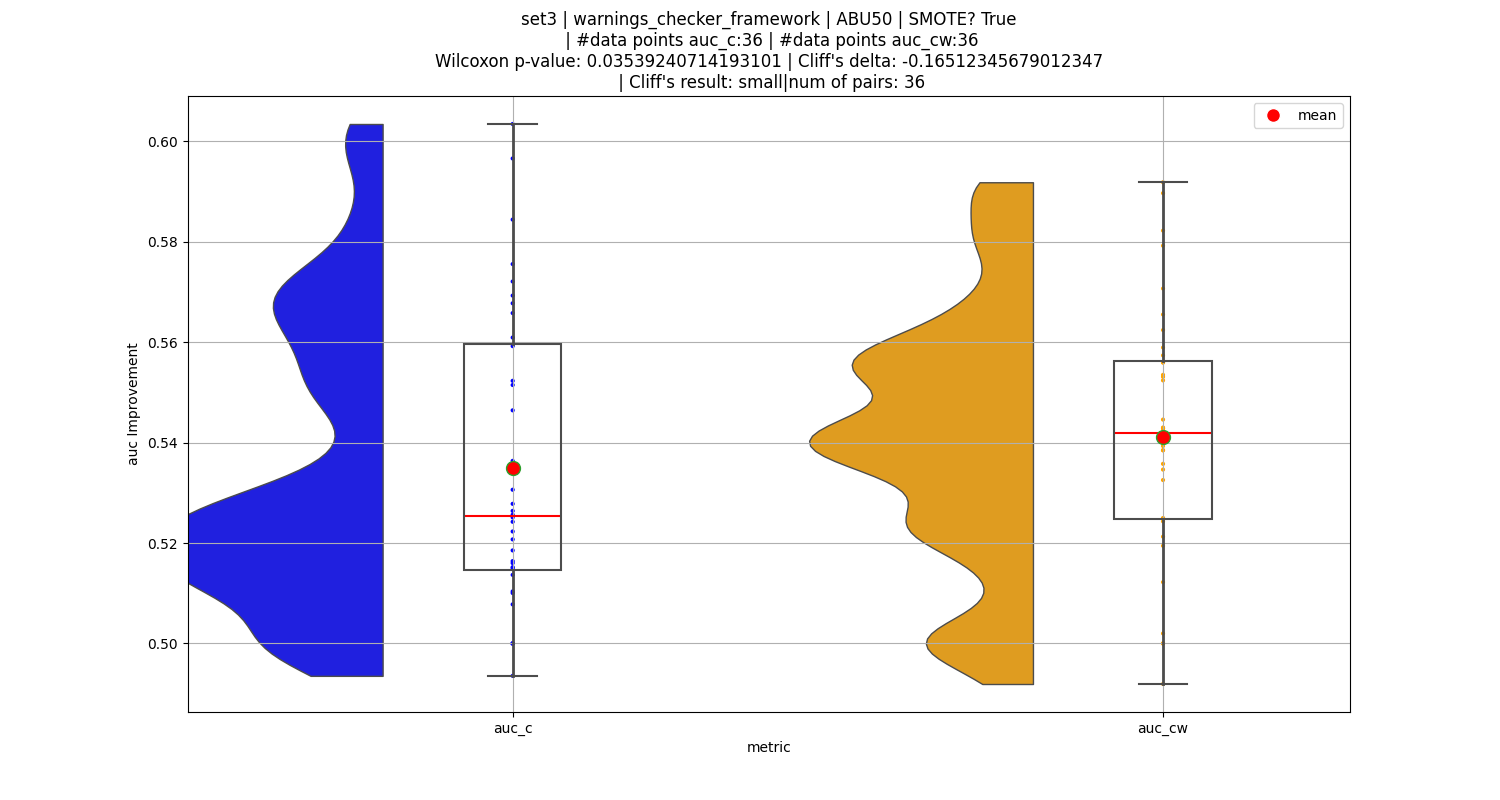 set3 | warnings_checker_framework | ABU50 | SMOTE? True
| #data points auc_c:36 | #data points auc_cw:36
Wilcoxon p-value: 0.03539240714193101 | Cliff's delta: -0.16512345679012347
| Cliff's result: small|num of pairs: 36
mean
0.60
0.58
0.56
0.54
0.52
0.50
auc Improvement
auc_c
auc_cw
metric